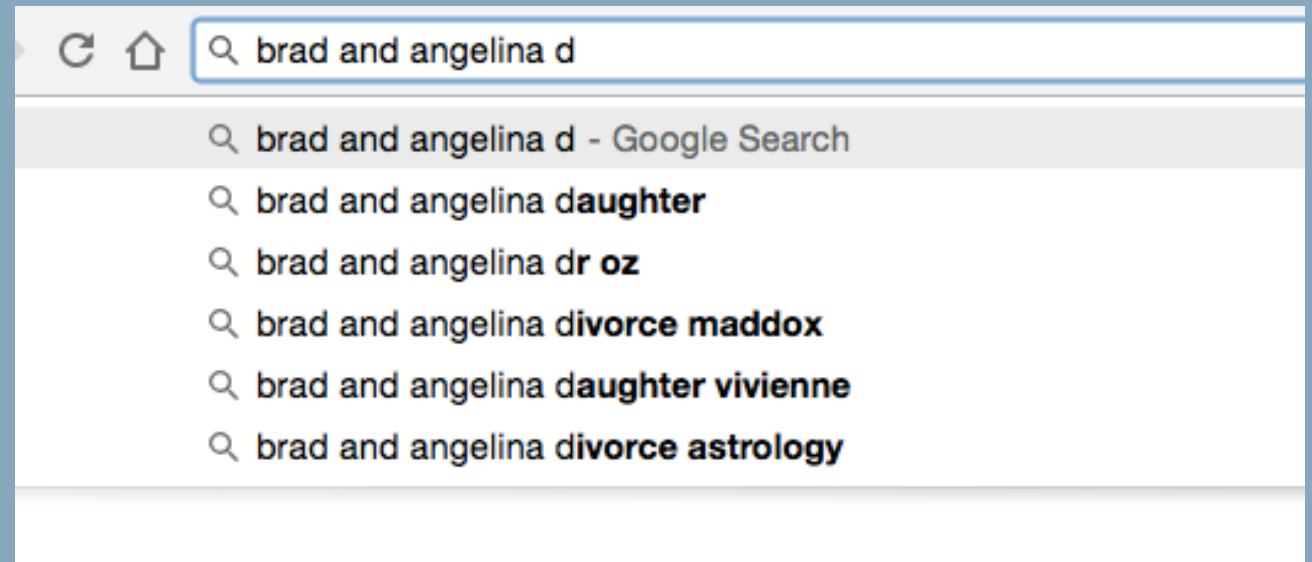 brad and angelina d
brad and angelina d - Google Search
brad and angelina daughter
brad and angelina dr oz
brad and angelina divorce maddox
brad and angelina daughter vivienne
brad and angelina divorce astrology